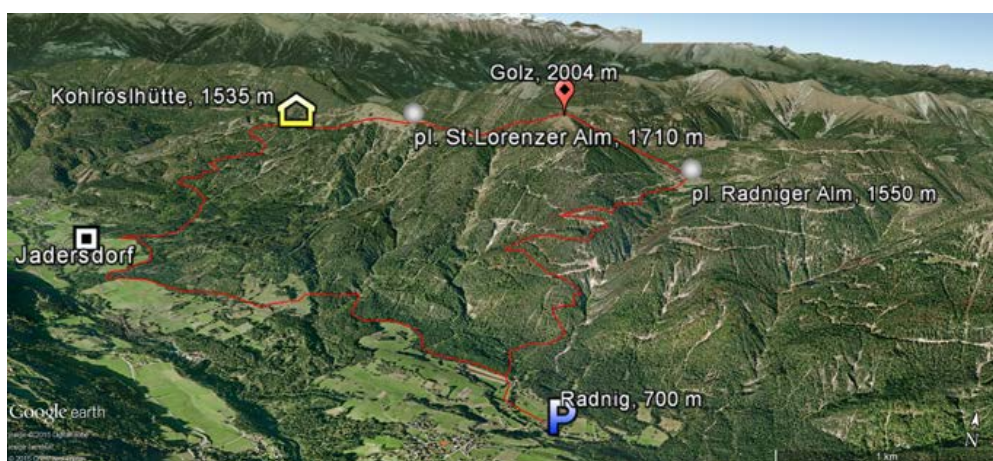 Golz, 2004 m
Kohlröslhütte, 1535 m
pl. St.Lorenzer Alm, 1710 m
pl. Radniger Alm, 1550 m
Jadersdorf
Radnig, 700 m
P
Google earth
N
1 km